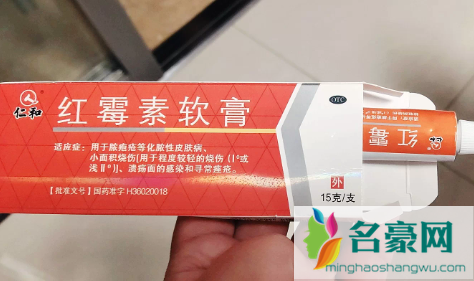 仁和
红霉素软膏
OTC
适应症：用于脓疱疮等化脓性皮肤病、
小面积烧伤[用于程度较轻的烧伤(Ⅰ°或
浅Ⅱ°)]、溃疡面的感染和寻常痤疮。
【批准文号】国药准字H36020018
外
15克/支
红霉
名豪网
minghaoshangwu.com